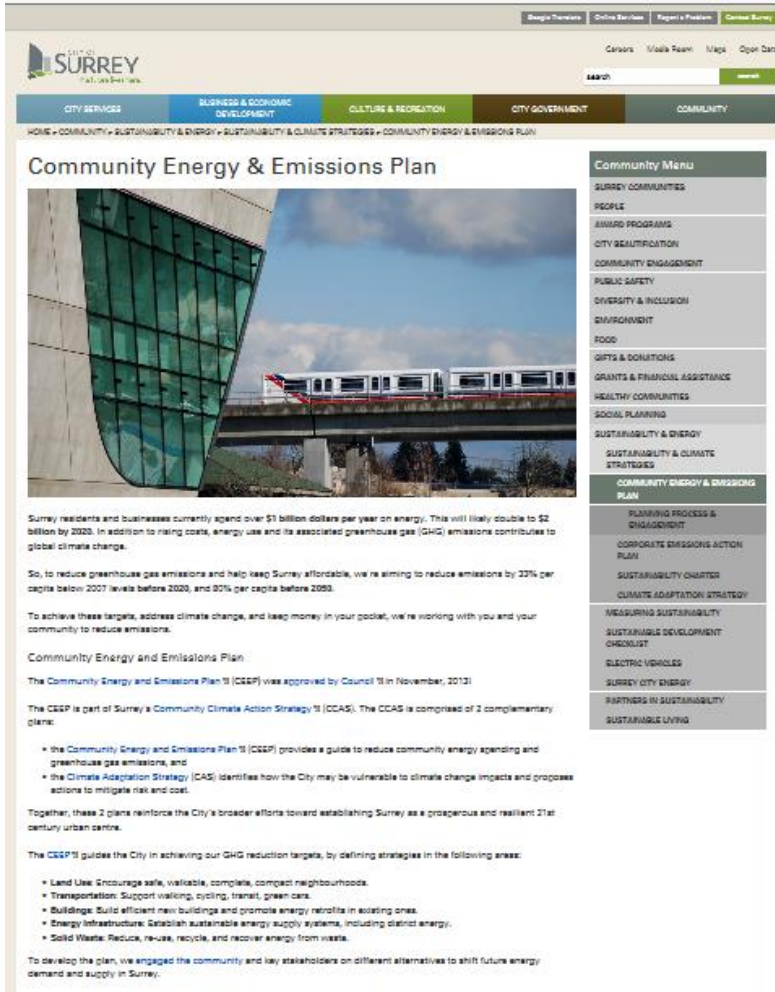 Google Translate Online Services Report a Problem Contact Surrey
Careers Media Room Maps Open Data
CITY OF
SURREY
the future lives here.
search search
CITY SERVICES
BUSINESS & ECONOMIC
DEVELOPMENT
CULTURE & RECREATION
CITY GOVERNMENT
COMMUNITY
HOME COMMUNITY SUSTAINABILITY & ENERGY SUSTAINABILITY & CLIMATE STRATEGIES COMMUNITY ENERGY & EMISSIONS PLAN
Community Energy & Emissions Plan
Surrey residents and businesses currently spend over $1 billion dollars per year on energy. This will likely double to $2
billion by 2020. In addition to rising costs, energy use and its associated greenhouse gas (GHG) emissions contributes to
global climate change.
So, to reduce greenhouse gas emissions and help keep Surrey affordable, we're aiming to reduce emissions by 33% per
capita below 2007 levels before 2020, and 80% per capita before 2050.
To achieve these targets, address climate change, and keep money in your pocket, we're working with you and your
community to reduce emissions.
Community Energy and Emissions Plan
The Community Energy and Emissions Plan (CEEP) was approved by Council in November, 2013!
The CEEP is part of Surrey's Community Climate Action Strategy (CCAS). The CCAS is comprised of 2 complementary
plans:
• the Community Energy and Emissions Plan (CEEP) provides a guide to reduce community energy spending and
greenhouse gas emissions, and
• the Climate Adaptation Strategy (CAS) identifies how the City may be vulnerable to climate change impacts and proposes
actions to mitigate risk and cost.
Together, these 2 plans reinforce the City's broader efforts toward establishing Surrey as a prosperous and resilient 21st
century urban centre.
The CEEP guides the City in achieving our GHG reduction targets, by defining strategies in the following areas:
• Land Use: Encourage safe, walkable, complete, compact neighbourhoods.
• Transportation: Support walking, cycling, transit, green cars.
• Buildings: Build efficient new buildings and promote energy retrofits in existing ones.
• Energy Infrastructure: Establish sustainable energy supply systems, including district energy.
• Solid Waste: Reduce, re-use, recycle, and recover energy from waste.
To develop the plan, we engaged the community and key stakeholders on different alternatives to shift future energy
demand and supply in Surrey.
Community Menu
SURREY COMMUNITIES
PEOPLE
AWARD PROGRAMS
CITY BEAUTIFICATION
COMMUNITY ENGAGEMENT
PUBLIC SAFETY
DIVERSITY & INCLUSION
ENVIRONMENT
FOOD
GIFTS & DONATIONS
GRANTS & FINANCIAL ASSISTANCE
HEALTHY COMMUNITIES
SOCIAL PLANNING
SUSTAINABILITY & ENERGY
SUSTAINABILITY & CLIMATE
STRATEGIES
COMMUNITY ENERGY & EMISSIONS
PLAN
PLANNING PROCESS &
ENGAGEMENT
CORPORATE EMISSIONS ACTION
PLAN
SUSTAINABILITY CHARTER
CLIMATE ADAPTATION STRATEGY
MEASURING SUSTAINABILITY
SUSTAINABLE DEVELOPMENT
CHECKLIST
ELECTRIC VEHICLES
SURREY CITY ENERGY
PARTNERS IN SUSTAINABILITY
SUSTAINABLE LIVING